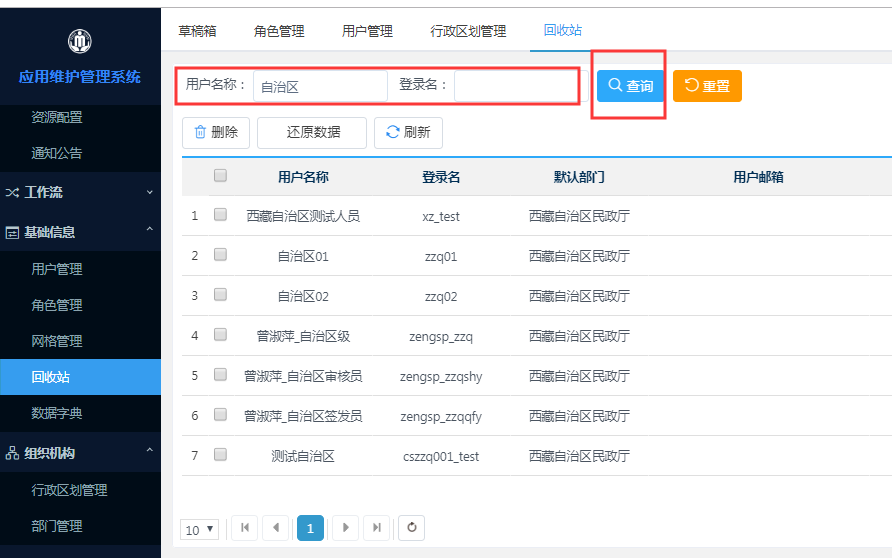 应用维护管理系统
资源配置
通知公告
工作流
基础信息
用户管理
角色管理
网格管理
回收站
数据字典
组织机构
行政区划管理
部门管理
草稿箱 角色管理 用户管理 行政区划管理 回收站
用户名称： 自治区 登录名： 查询 重置
删除 还原数据 刷新
用户名称 登录名 默认部门 用户邮箱
1 西藏自治区测试人员 xz_test 西藏自治区民政厅
2 自治区01 zzq01 西藏自治区民政厅
3 自治区02 zzq02 西藏自治区民政厅
4 曾淑萍_自治区级 zengsp_zzq 西藏自治区民政厅
5 曾淑萍_自治区审核员 zengsp_zzqshy 西藏自治区民政厅
6 曾淑萍_自治区签发员 zengsp_zzqqfy 西藏自治区民政厅
7 测试自治区 cszzq001_test 西藏自治区民政厅
10 1